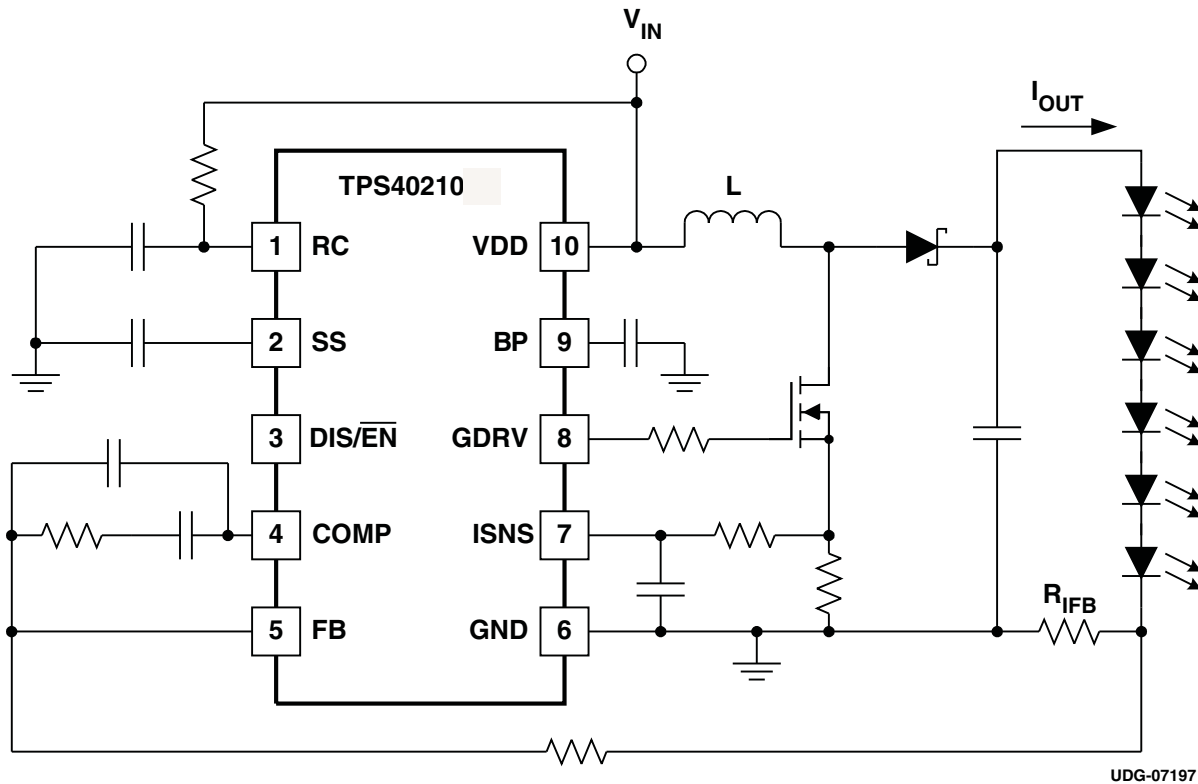 V_IN
I_OUT
TPS40210
L
1 RC
VDD 10
2 SS
BP 9
3 DIS/E̅N̅
GDRV 8
4 COMP
ISNS 7
5 FB
GND 6
R_IFB
UDG-07197